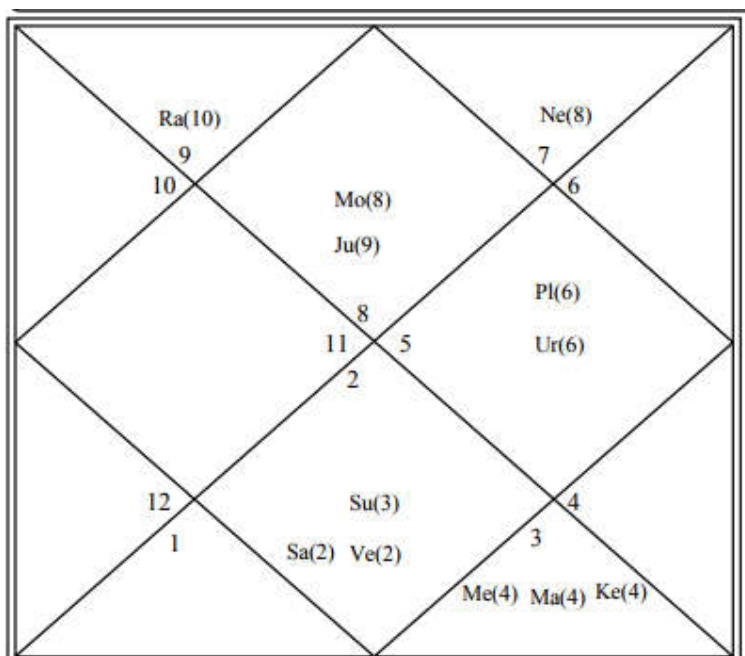 Ra(10)
Ne(8)
9
7
10
6
Mo(8)
Ju(9)
Pl(6)
8
Ur(6)
11
5
2
12
Su(3)
4
1
3
Sa(2) Ve(2)
Me(4) Ma(4) Ke(4)